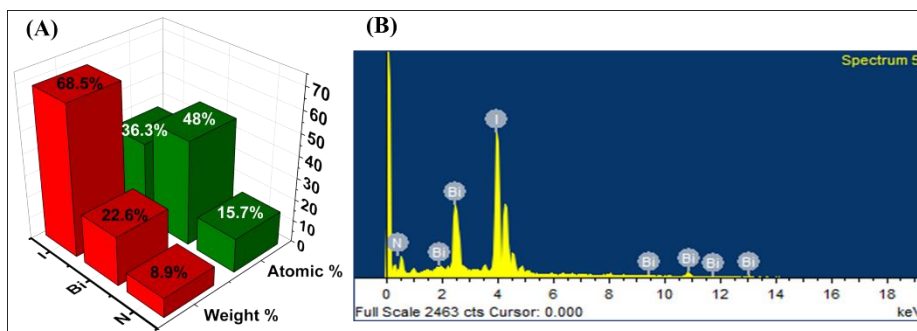 (A)
68.5%
36.3%
48%
22.6%
15.7%
8.9%
70
60
50
40
30
20
10
0
I
Bi
N
Weight %
Atomic %
(B)
Spectrum 5
I
Bi
N
Bi
Bi
Bi
Bi
Bi
0 2 4 6 8 10 12 14 16 18
Full Scale 2463 cts Cursor: 0.000
keV